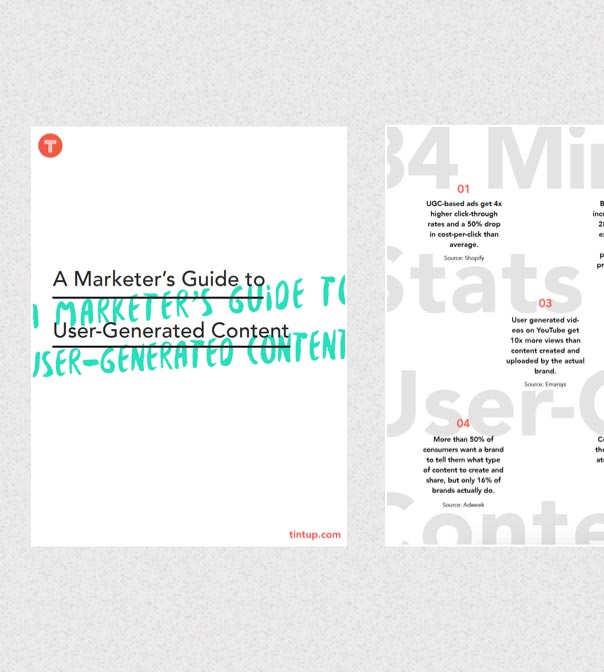 T
A Marketer's Guide to
A MARKETER'S GUiDE TO
User-Generated Content
USER-GENERATED CONTENT
tintup.com
34 Min
Stats
User-G
Conte
01
UGC-based ads get 4x
higher click-through
rates and a 50% drop
in cost-per-click than
average.
Source: Shopify
03
User generated vid-
eos on YouTube get
10x more views than
content created and
uploaded by the actual
brand.
Source: Emarsys
04
More than 50% of
consumers want a brand
to tell them what type
of content to create and
share, but only 16% of
brands actually do.
Source: Adweek